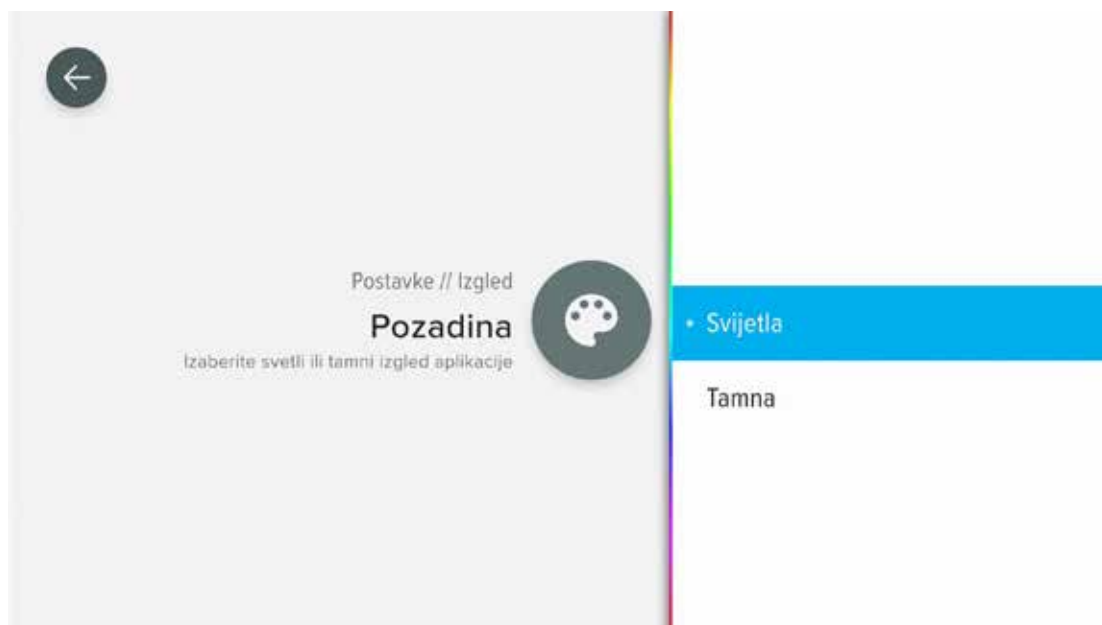 Postavke // Izgled
Pozadina
Izaberite svetli ili tamni izgled aplikacije
• Svijetla
Tamna